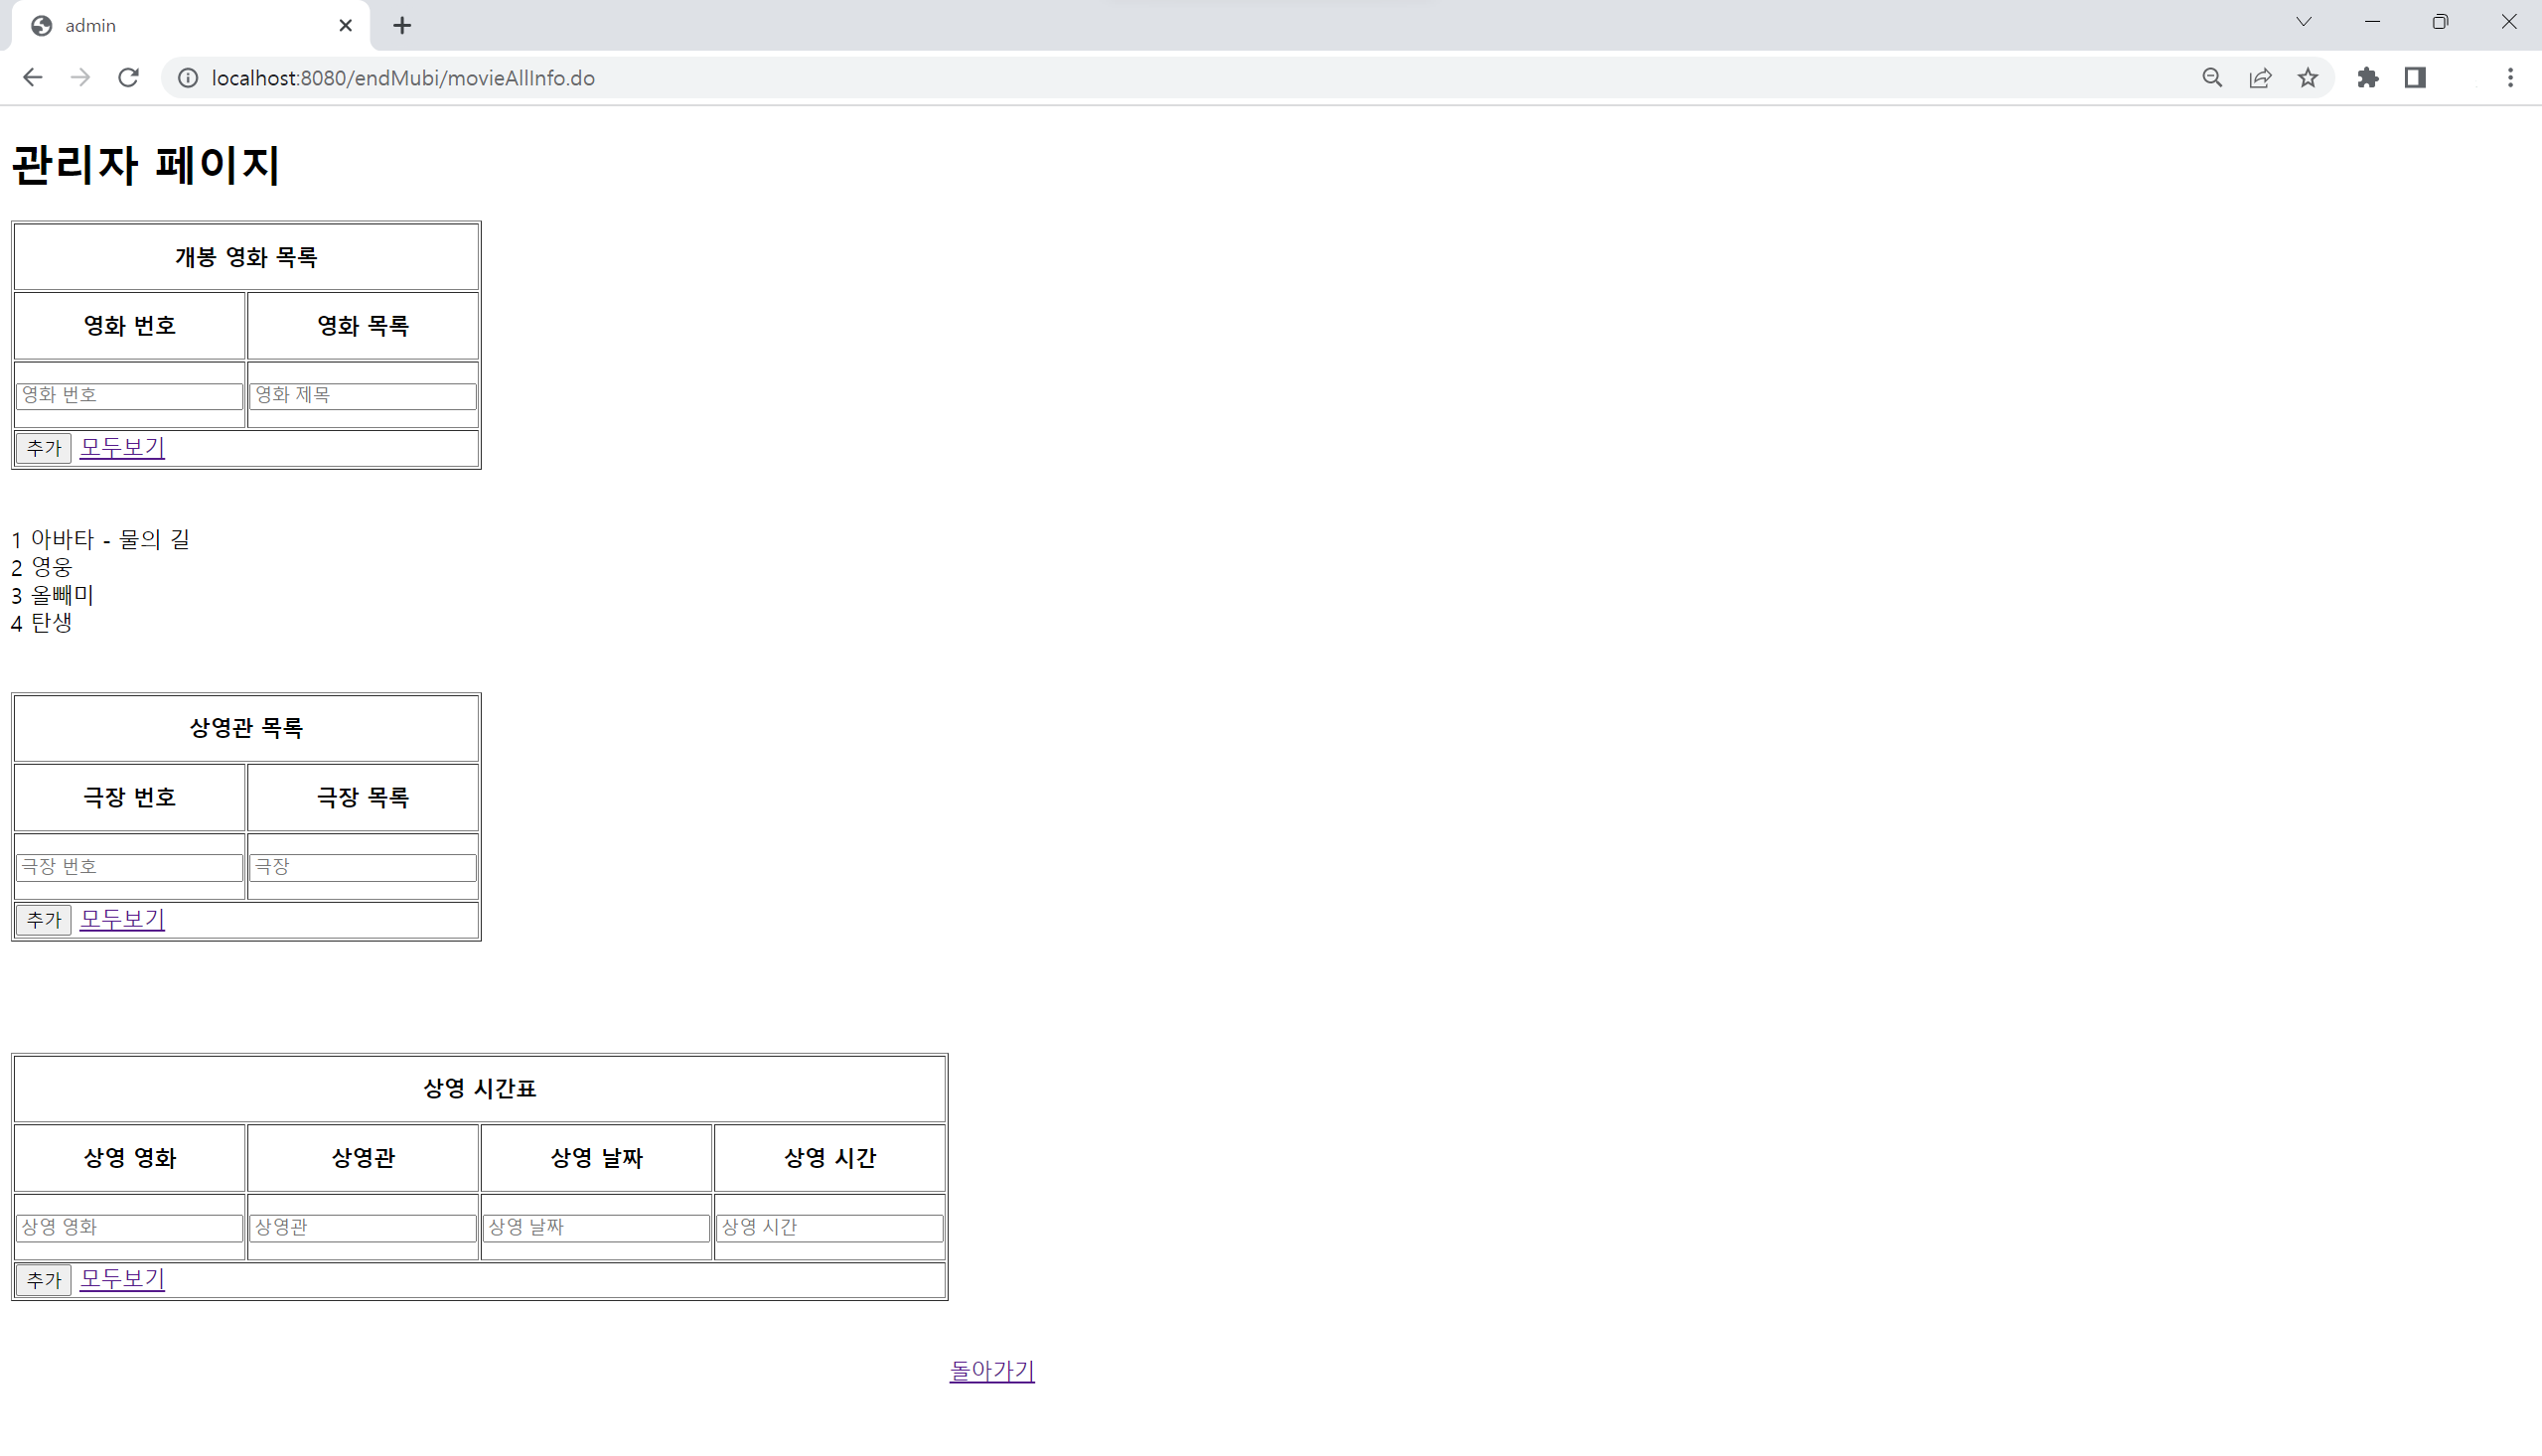 admin
localhost:8080/endMubi/movieAllInfo.do
관리자 페이지
개봉 영화 목록
영화 번호 영화 목록
영화 번호 영화 제목
추가 모두보기
1 아바타 - 물의 길
2 영웅
3 올빼미
4 탄생
상영관 목록
극장 번호 극장 목록
극장 번호 극장
추가 모두보기
상영 시간표
상영 영화 상영관 상영 날짜 상영 시간
상영 영화 상영관 상영 날짜 상영 시간
추가 모두보기
돌아가기